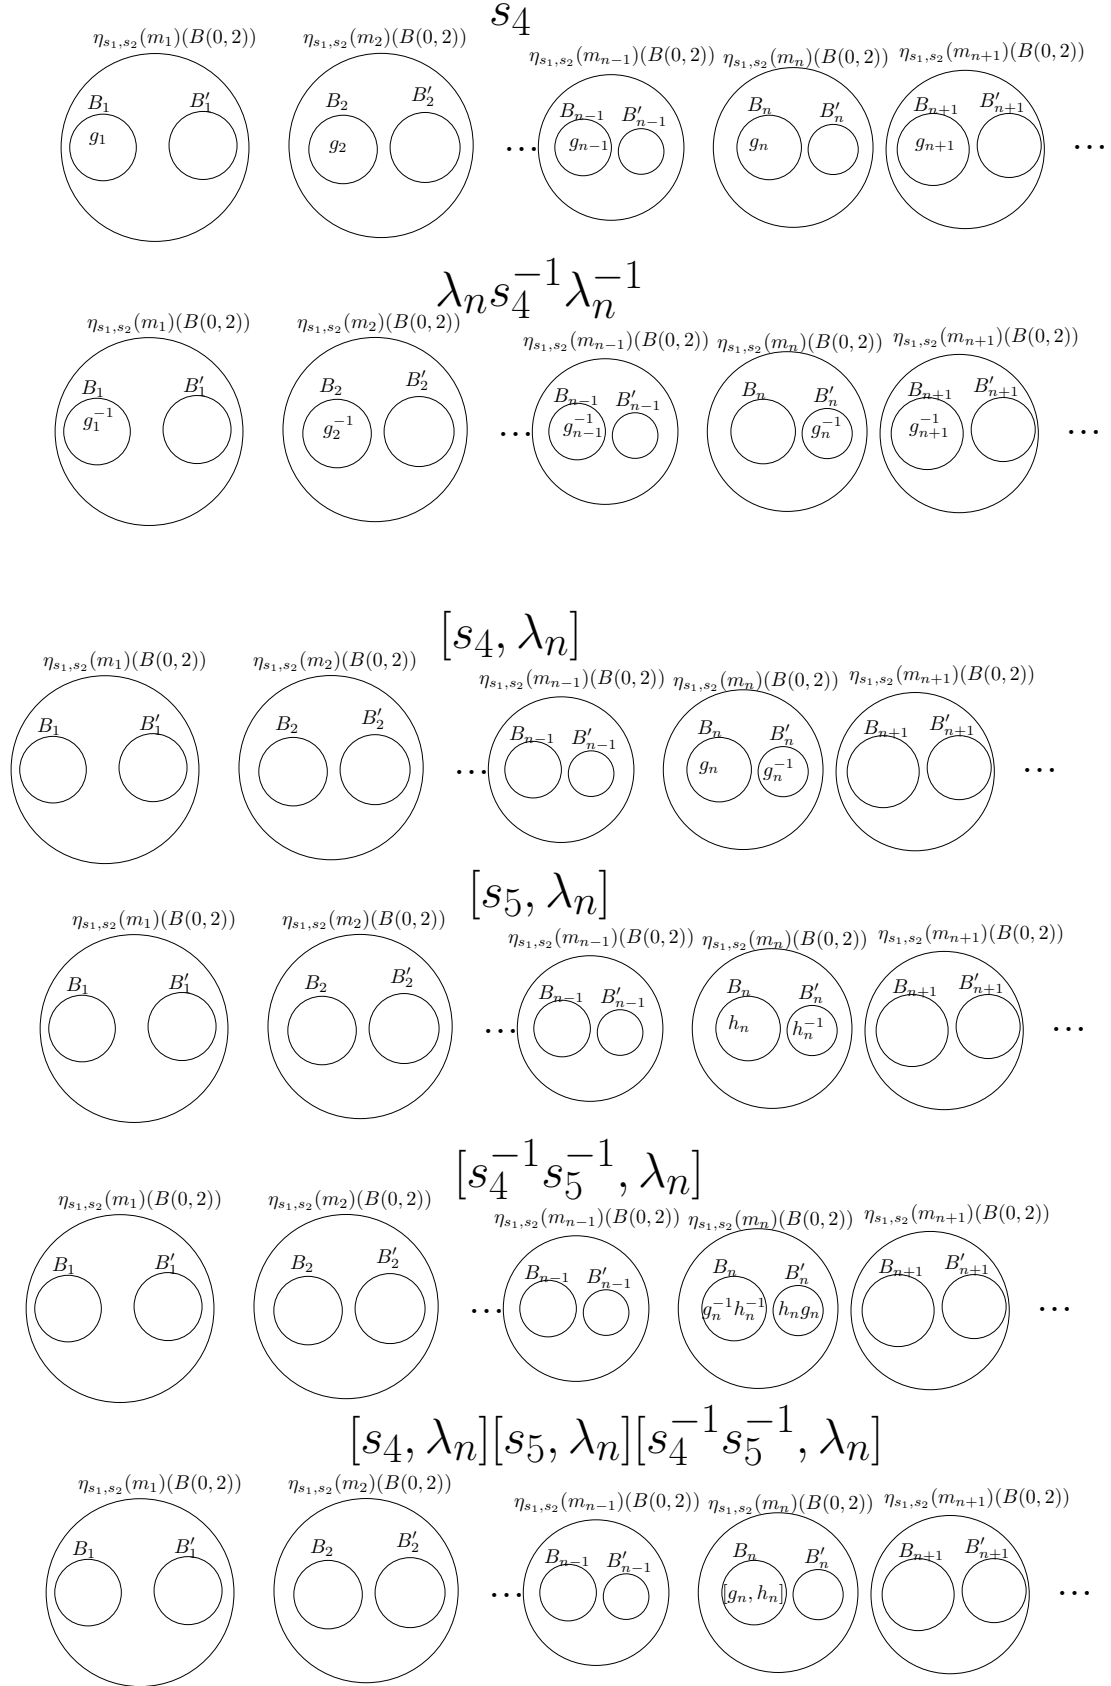 s_4
η_{s_1,s_2}(m_1)(B(0,2)) η_{s_1,s_2}(m_2)(B(0,2)) η_{s_1,s_2}(m_{n-1})(B(0,2)) η_{s_1,s_2}(m_n)(B(0,2)) η_{s_1,s_2}(m_{n+1})(B(0,2))
B_1 B'_1 B_2 B'_2 B_{n-1} B'_{n-1} B_n B'_n B_{n+1} B'_{n+1}
g_1 g_2 ... g_{n-1} g_n g_{n+1} ...
λ_n s_4^{-1} λ_n^{-1}
η_{s_1,s_2}(m_1)(B(0,2)) η_{s_1,s_2}(m_2)(B(0,2)) η_{s_1,s_2}(m_{n-1})(B(0,2)) η_{s_1,s_2}(m_n)(B(0,2)) η_{s_1,s_2}(m_{n+1})(B(0,2))
B_1 B'_1 B_2 B'_2 B_{n-1} B'_{n-1} B_n B'_n B_{n+1} B'_{n+1}
g_1^{-1} g_2^{-1} ... g_{n-1}^{-1} g_n^{-1} g_{n+1}^{-1} ...
[s_4, λ_n]
η_{s_1,s_2}(m_1)(B(0,2)) η_{s_1,s_2}(m_2)(B(0,2)) η_{s_1,s_2}(m_{n-1})(B(0,2)) η_{s_1,s_2}(m_n)(B(0,2)) η_{s_1,s_2}(m_{n+1})(B(0,2))
B_1 B'_1 B_2 B'_2 B_{n-1} B'_{n-1} B_n B'_n B_{n+1} B'_{n+1}
... g_n g_n^{-1} ...
[s_5, λ_n]
η_{s_1,s_2}(m_1)(B(0,2)) η_{s_1,s_2}(m_2)(B(0,2)) η_{s_1,s_2}(m_{n-1})(B(0,2)) η_{s_1,s_2}(m_n)(B(0,2)) η_{s_1,s_2}(m_{n+1})(B(0,2))
B_1 B'_1 B_2 B'_2 B_{n-1} B'_{n-1} B_n B'_n B_{n+1} B'_{n+1}
... h_n h_n^{-1} ...
[s_4^{-1} s_5^{-1}, λ_n]
η_{s_1,s_2}(m_1)(B(0,2)) η_{s_1,s_2}(m_2)(B(0,2)) η_{s_1,s_2}(m_{n-1})(B(0,2)) η_{s_1,s_2}(m_n)(B(0,2)) η_{s_1,s_2}(m_{n+1})(B(0,2))
B_1 B'_1 B_2 B'_2 B_{n-1} B'_{n-1} B_n B'_n B_{n+1} B'_{n+1}
... g_n^{-1} h_n^{-1} h_n g_n ...
[s_4, λ_n][s_5, λ_n][s_4^{-1} s_5^{-1}, λ_n]
η_{s_1,s_2}(m_1)(B(0,2)) η_{s_1,s_2}(m_2)(B(0,2)) η_{s_1,s_2}(m_{n-1})(B(0,2)) η_{s_1,s_2}(m_n)(B(0,2)) η_{s_1,s_2}(m_{n+1})(B(0,2))
B_1 B'_1 B_2 B'_2 B_{n-1} B'_{n-1} B_n B'_n B_{n+1} B'_{n+1}
... [g_n, h_n] ...